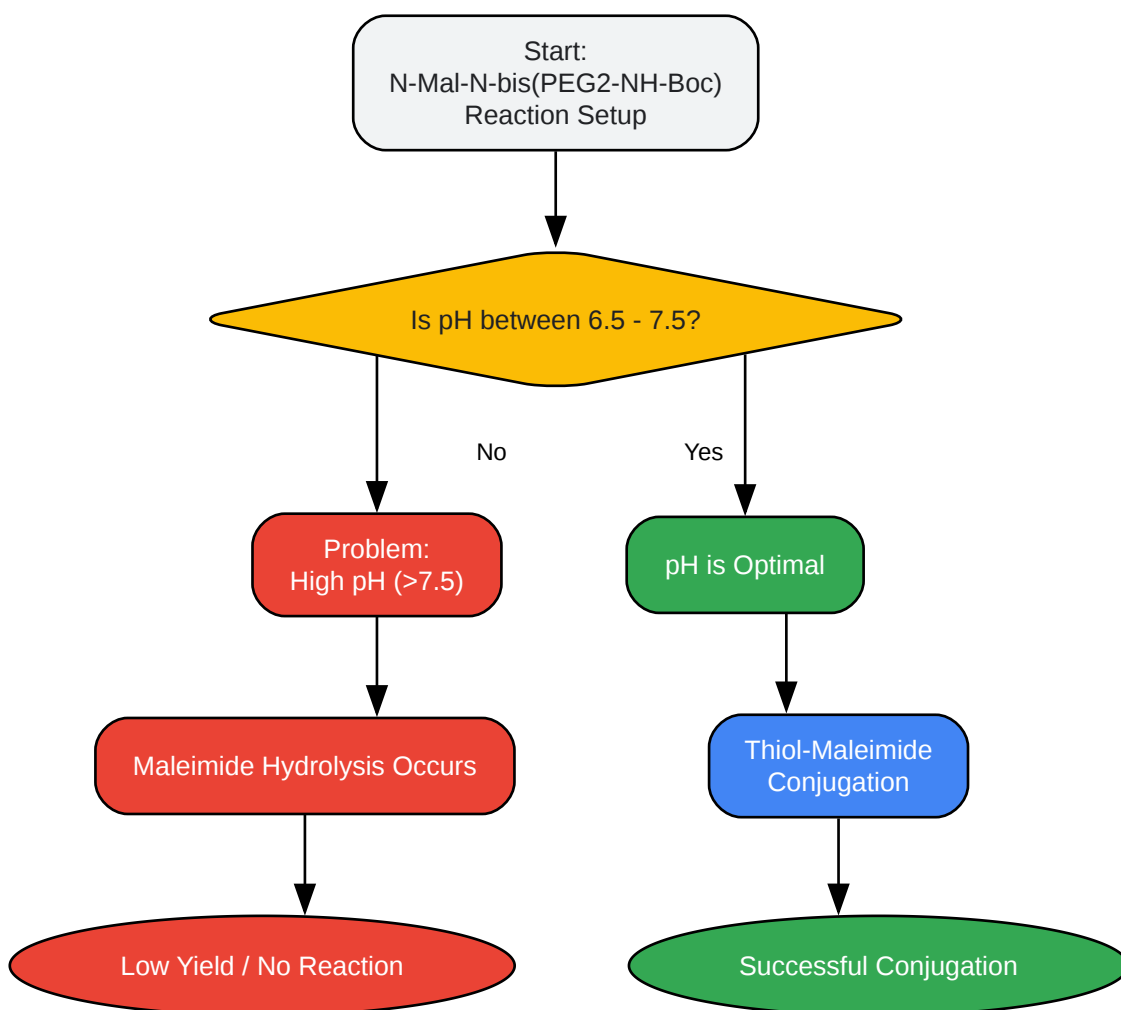 Start:
N-Mal-N-bis(PEG2-NH-Boc)
Reaction Setup
Is pH between 6.5 - 7.5?
No
Yes
Problem:
High pH (>7.5)
pH is Optimal
Maleimide Hydrolysis Occurs
Thiol-Maleimide
Conjugation
Low Yield / No Reaction
Successful Conjugation